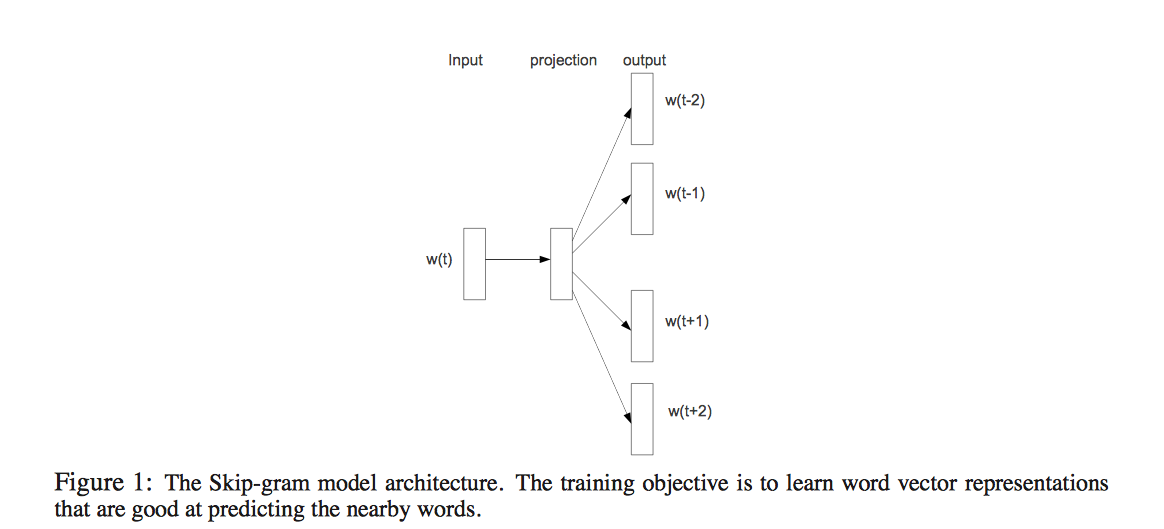 Input projection output
w(t-2)
w(t-1)
w(t)
w(t+1)
w(t+2)
Figure 1: The Skip-gram model architecture. The training objective is to learn word vector representations
that are good at predicting the nearby words.